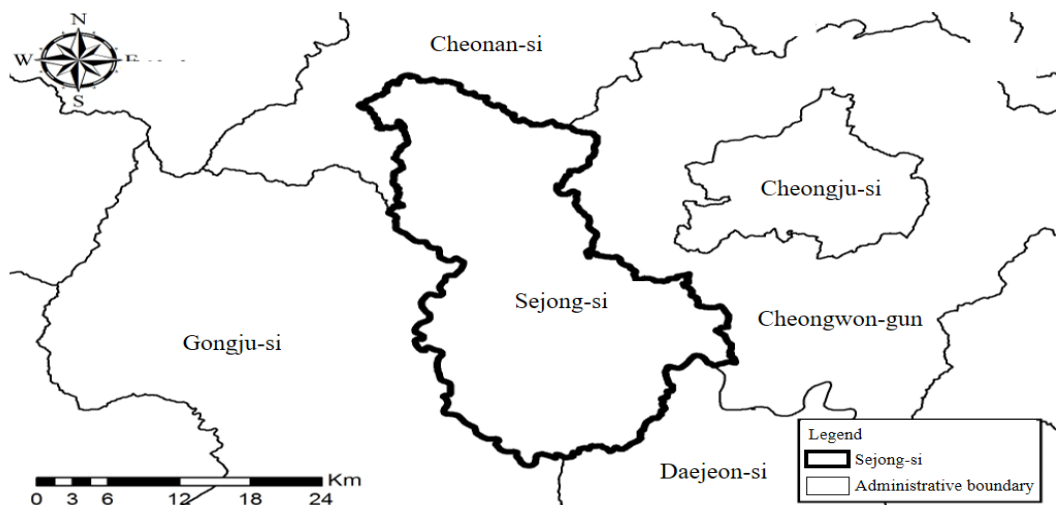 N
W
E
S
Cheonan-si
Cheongju-si
Sejong-si
Cheongwon-gun
Gongju-si
Daejeon-si
Legend
Sejong-si
Administrative boundary
Km
0 3 6 12 18 24